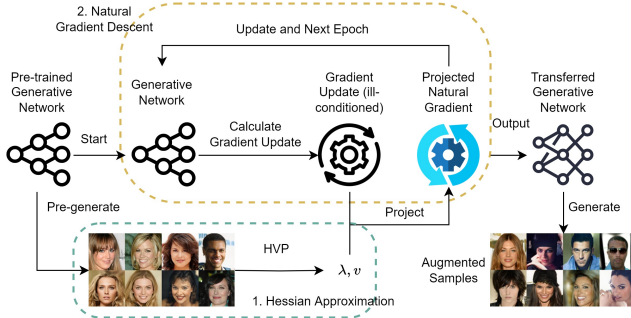 2. Natural
Gradient Descent
Update and Next Epoch
Pre-trained
Generative
Network
Generative
Network
Gradient
Update (ill-
conditioned)
Projected
Natural
Gradient
Transferred
Generative
Network
Start
Calculate
Gradient Update
Output
Pre-generate
Project
Generate
HVP
λ, v
Augmented
Samples
1. Hessian Approximation